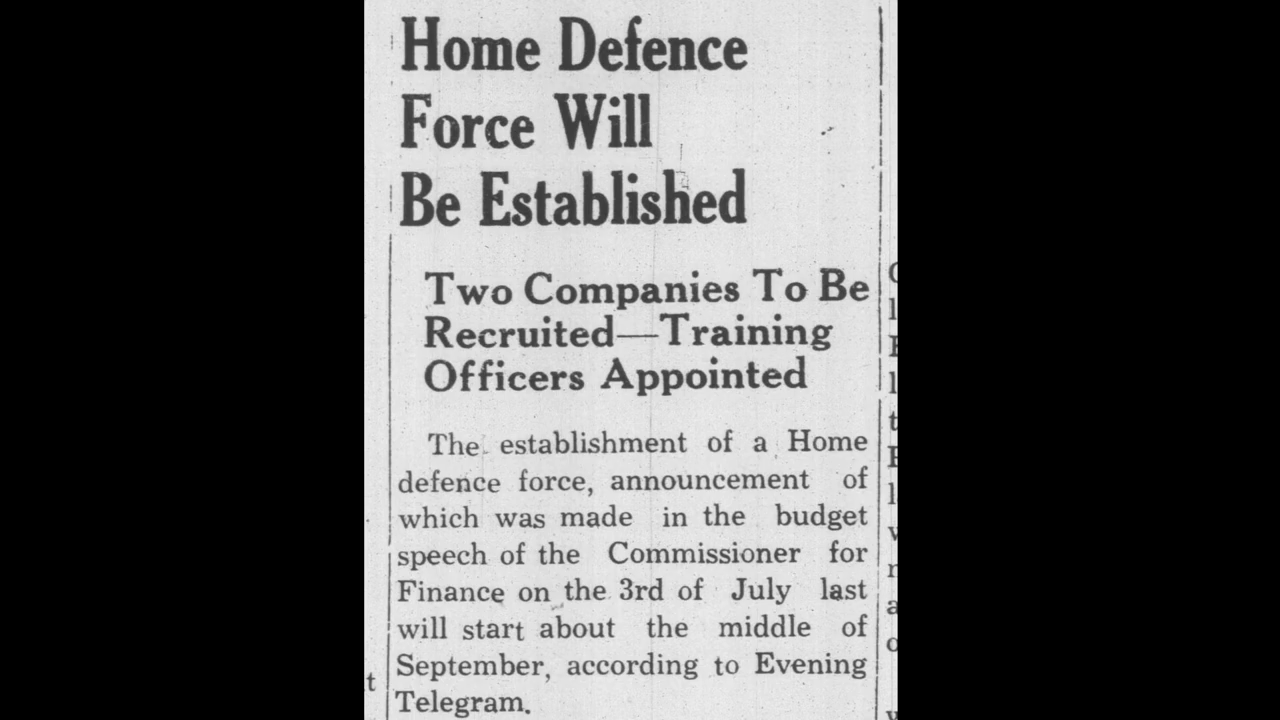 Home Defence
Force Will
Be Established
Two Companies To Be
Recruited—Training
Officers Appointed
The establishment of a Home
defence force, announcement of
which was made in the budget
speech of the Commissioner for
Finance on the 3rd of July last
will start about the middle of
September, according to Evening
Telegram.